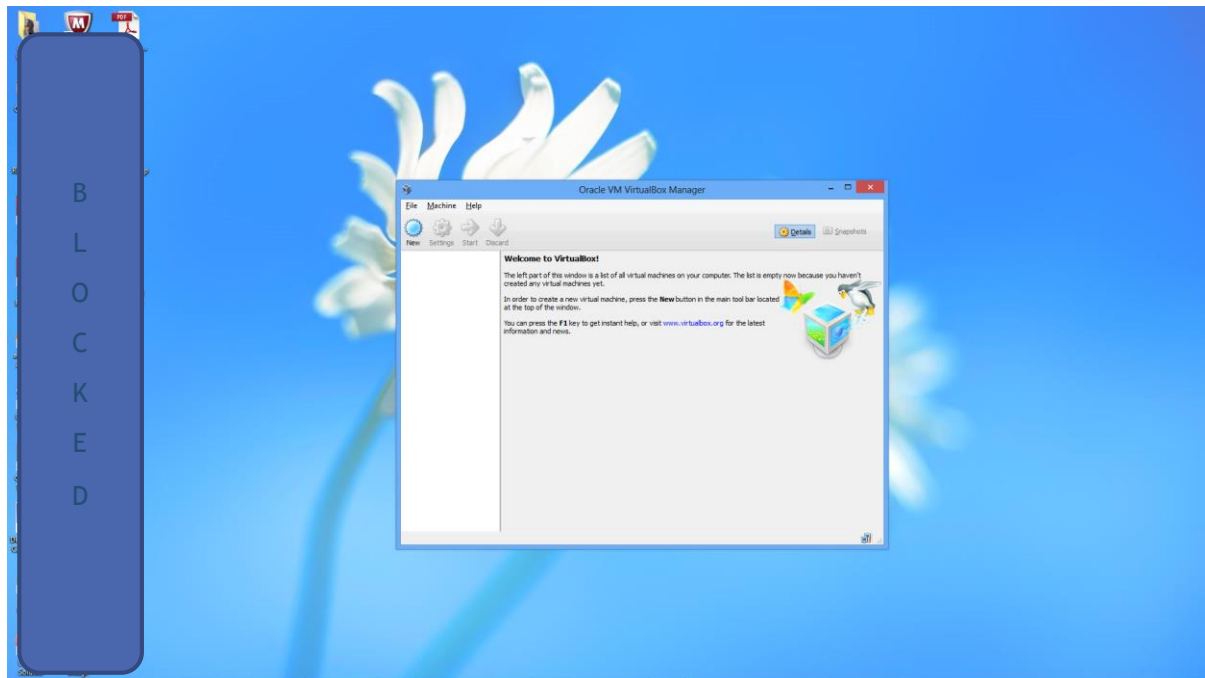 PDF
B
L
O
C
K
E
D
Oracle VM VirtualBox Manager
File Machine Help
New Settings Start Discard
Details Snapshots
Welcome to VirtualBox!
The left part of this window is a list of all virtual machines on your computer. The list is empty now because you haven't
created any virtual machines yet.
In order to create a new virtual machine, press the New button in the main tool bar located
at the top of the window.
You can press the F1 key to get instant help, or visit www.virtualbox.org for the latest
information and news.